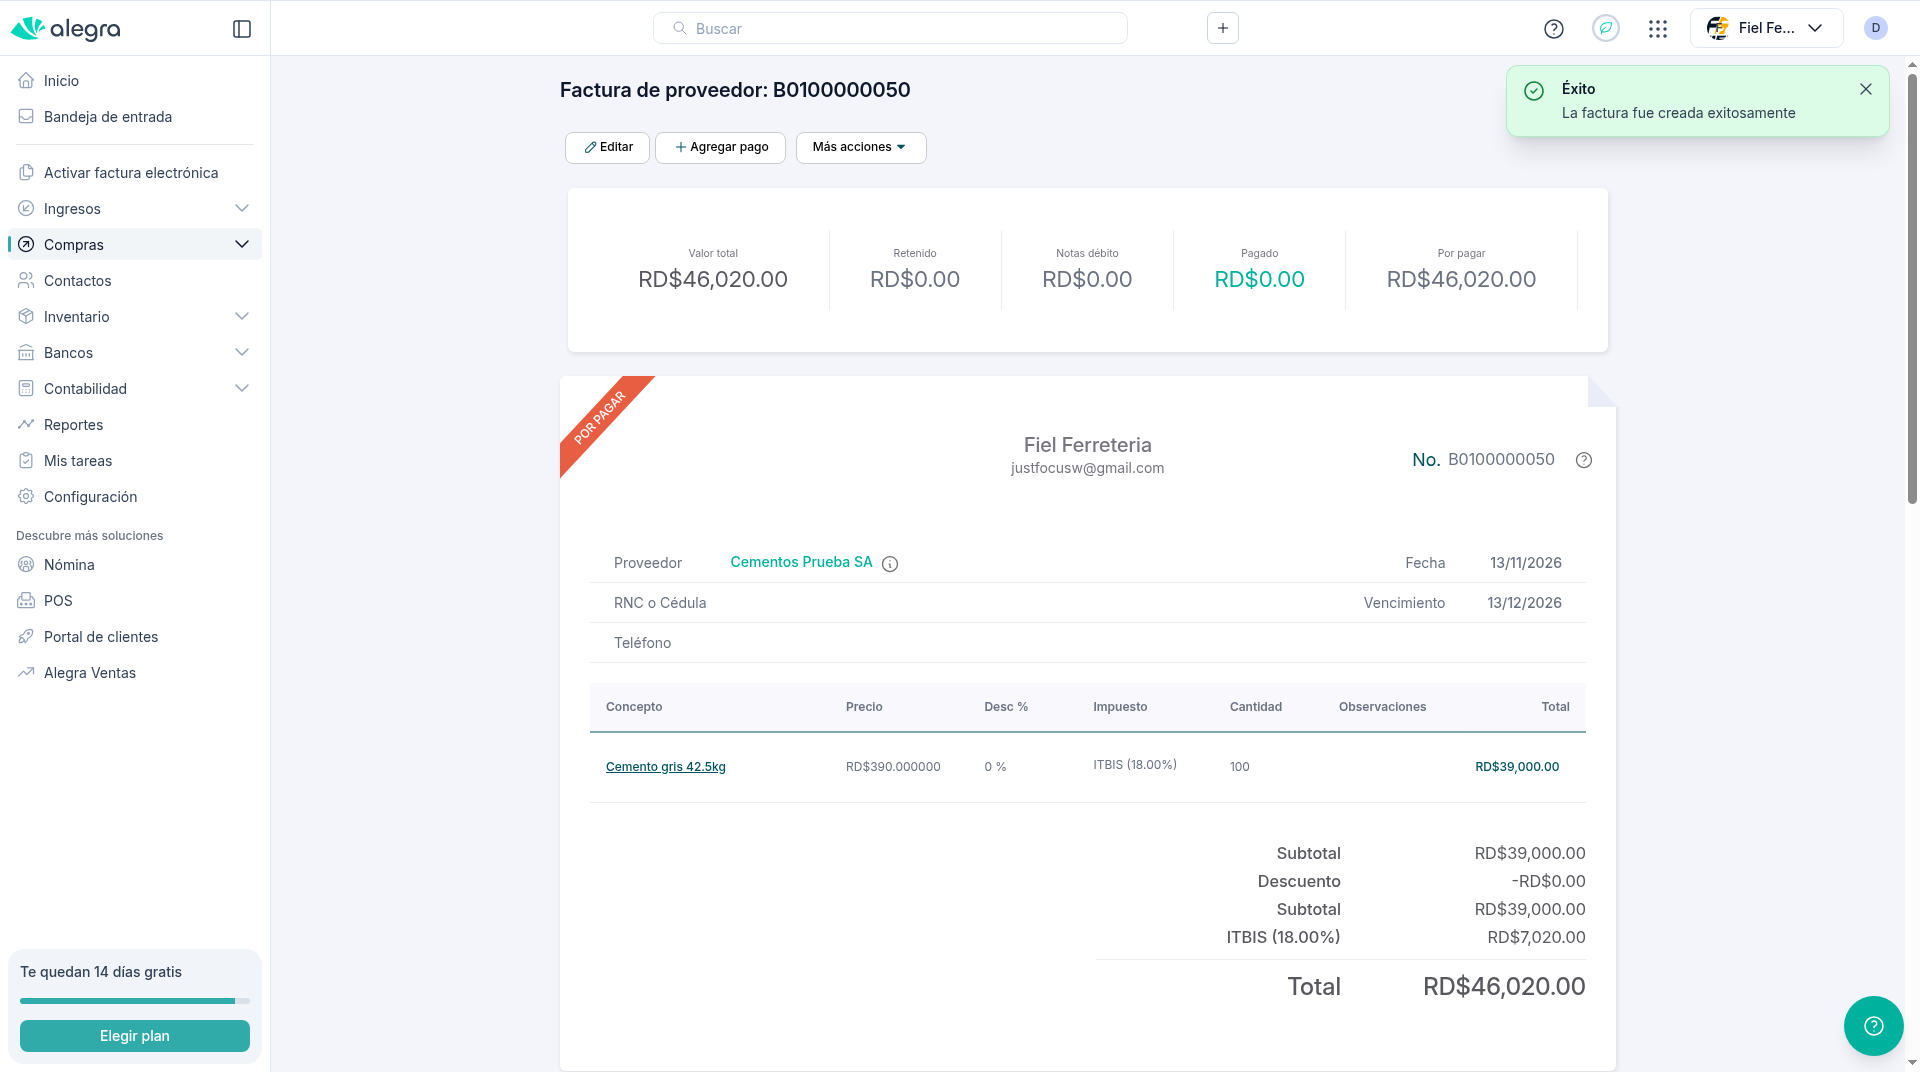 alegra
Buscar
Fiel Fe...
D
Inicio
Bandeja de entrada
Activar factura electrónica
Ingresos
Compras
Contactos
Inventario
Bancos
Contabilidad
Reportes
Mis tareas
Configuración
Descubre más soluciones
Nómina
POS
Portal de clientes
Alegra Ventas
Te quedan 14 días gratis
Elegir plan
Factura de proveedor: B0100000050
Éxito
La factura fue creada exitosamente
Editar
Agregar pago
Más acciones
Valor total Retenido Notas débito Pagado Por pagar
RD$46,020.00 RD$0.00 RD$0.00 RD$0.00 RD$46,020.00
POR PAGAR
Fiel Ferreteria
justfocusw@gmail.com
No. B0100000050
Proveedor Cementos Prueba SA Fecha 13/11/2026
RNC o Cédula Vencimiento 13/12/2026
Teléfono
Concepto Precio Desc % Impuesto Cantidad Observaciones Total
Cemento gris 42.5kg RD$390.000000 0 % ITBIS (18.00%) 100 RD$39,000.00
Subtotal RD$39,000.00
Descuento -RD$0.00
Subtotal RD$39,000.00
ITBIS (18.00%) RD$7,020.00
Total RD$46,020.00